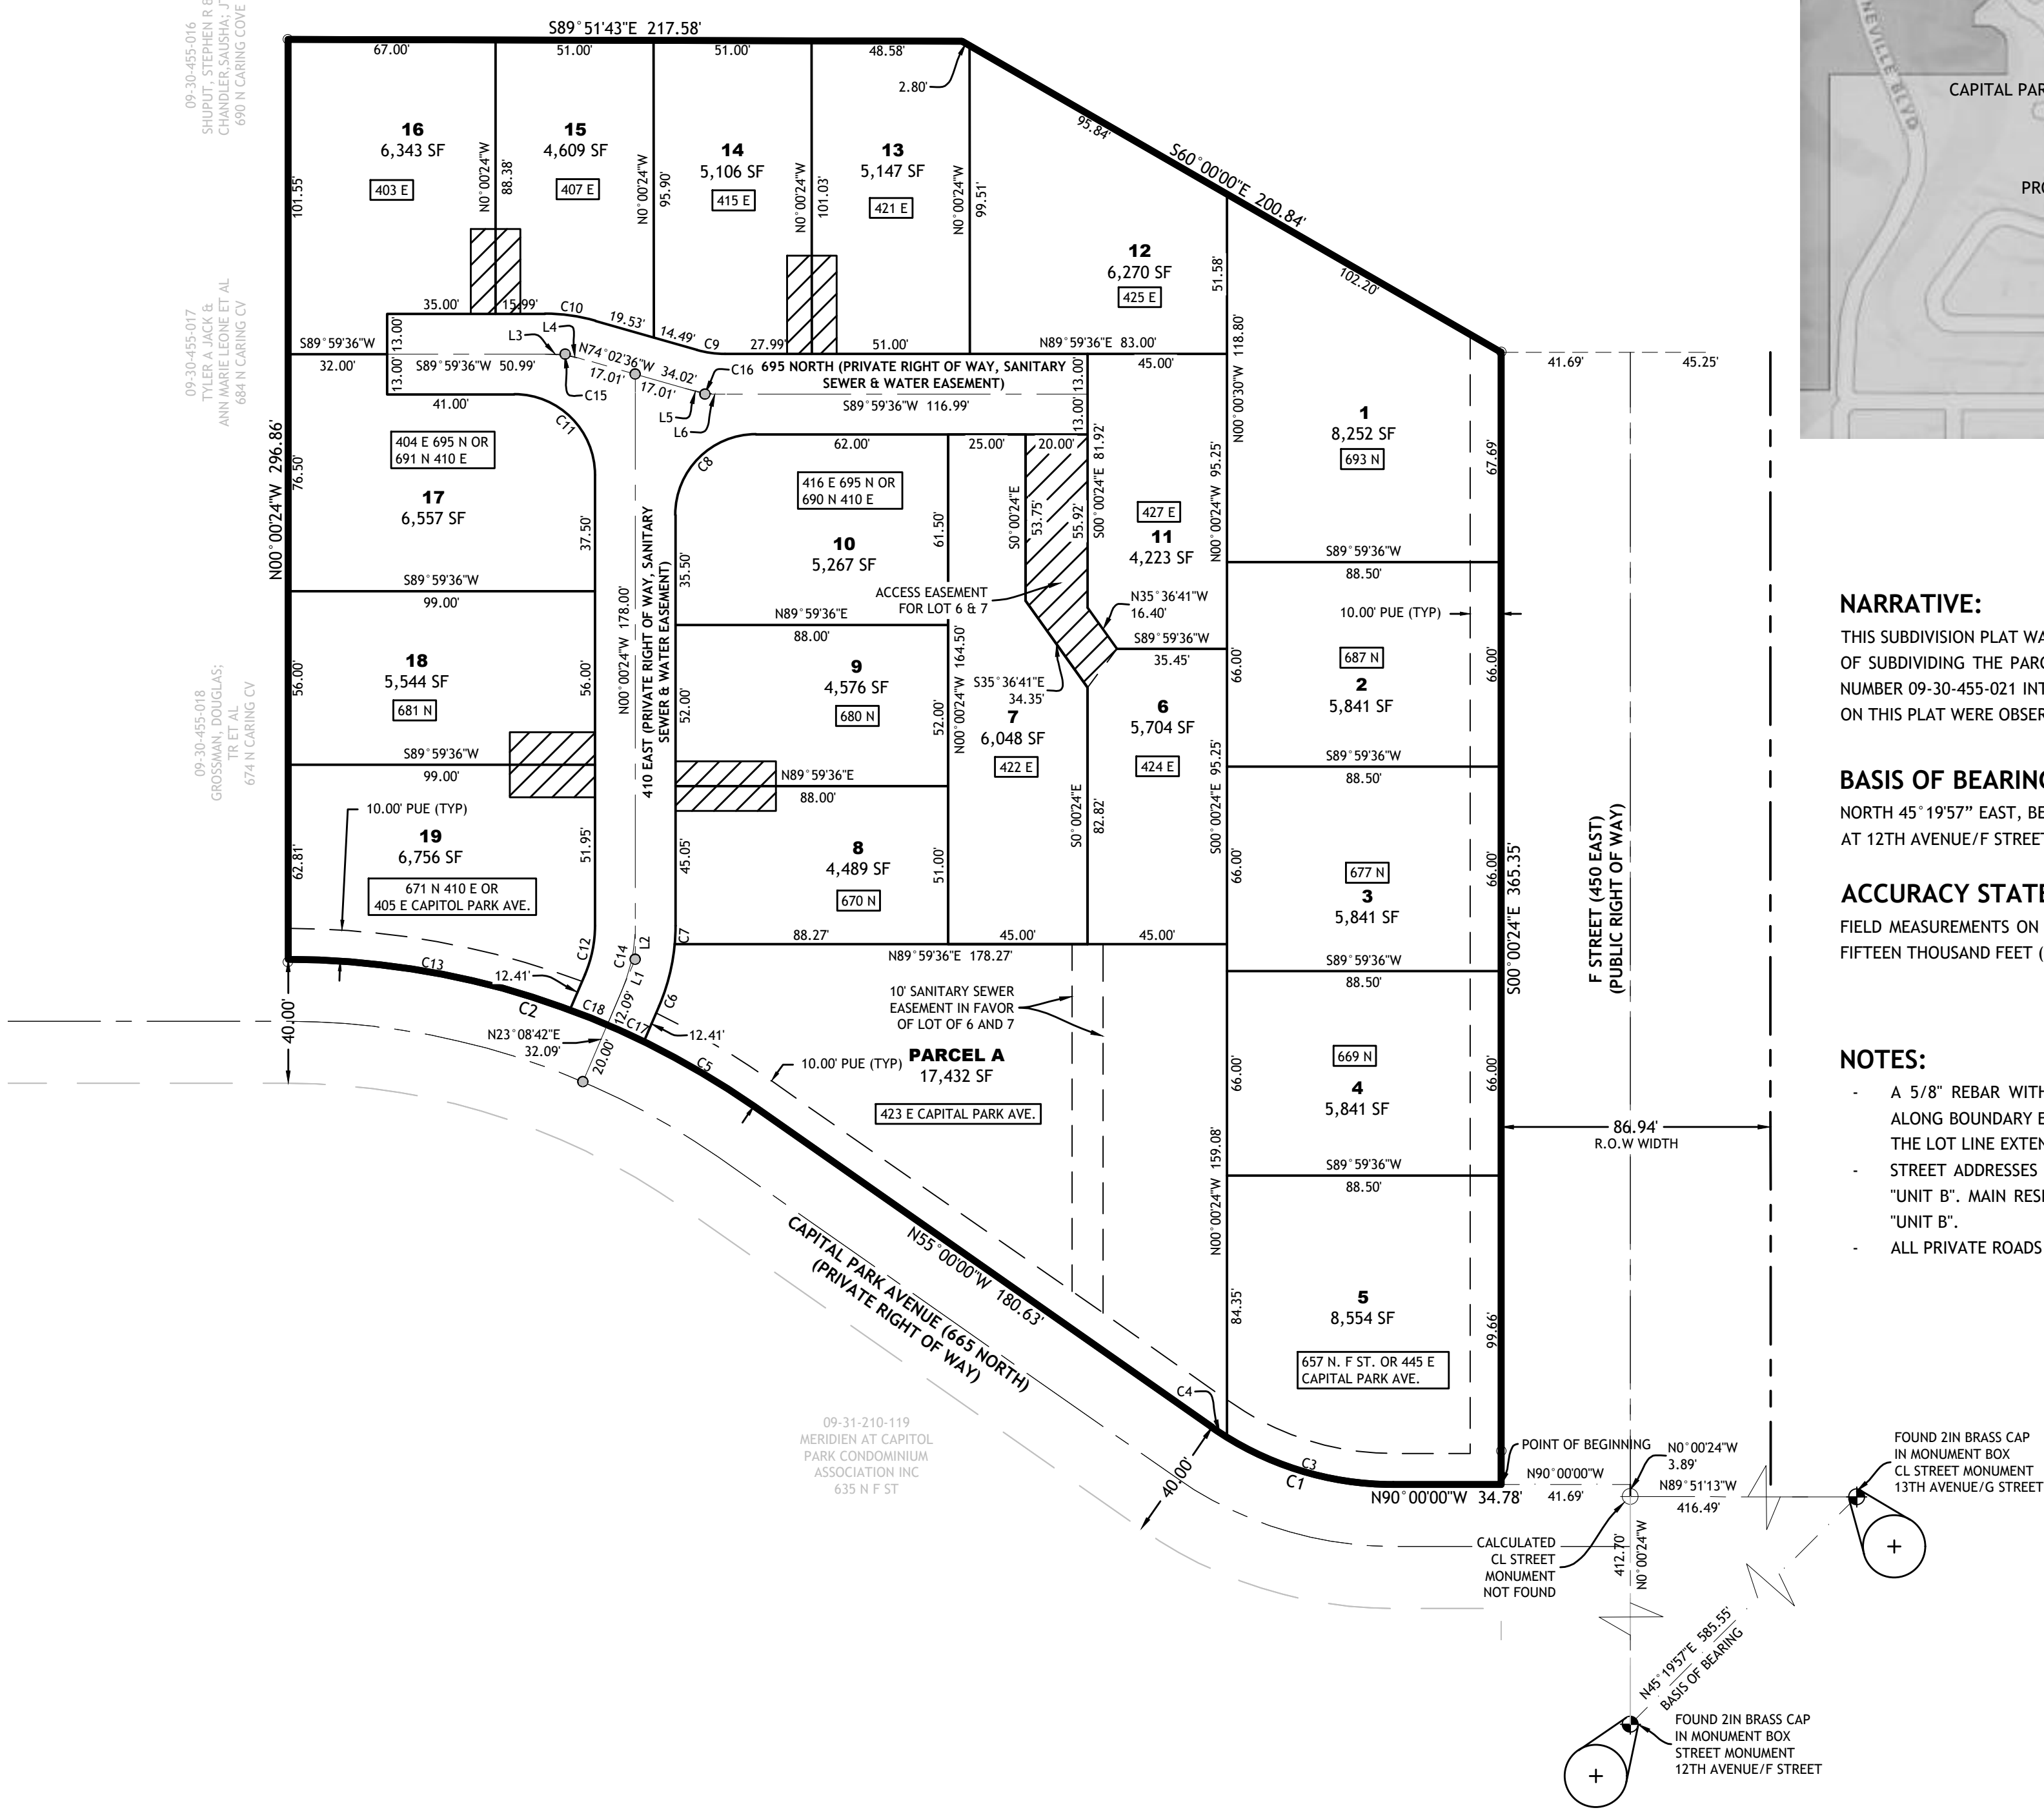 S89°51'43"E 217.58'
67.00'
51.00'
51.00'
48.58'
2.80'
95.84'
S60°00'00"E 200.84'
102.20'
09-30-455-016
SHUPUT, STEPHEN R &
CHANDLER,SAUSHA; JT
690 N CARING COVE
09-30-455-017
TYLER A JACK &
ANN MARIE LEONE ET AL
684 N CARING CV
09-30-455-018
GROSSMAN, DOUGLAS;
TR ET AL
674 N CARING CV
N00°00'24"W 296.86'
101.55'
76.50'
56.00'
62.81'
16
6,343 SF
403 E
N0°00'24"W
88.38'
15
4,609 SF
407 E
N0°00'24"W
95.90'
14
5,106 SF
415 E
N0°00'24"W
101.03'
13
5,147 SF
421 E
N0°00'24"W
99.51'
12
6,270 SF
425 E
51.58'
N00°00'30"W 118.80'
35.00'
15.99'
C10
19.53'
14.49'
C9
27.99'
51.00'
N89°59'36"E 83.00'
45.00'
S89°59'36"W
32.00'
13.00'
13.00'
L3
L4
S89°59'36"W 50.99'
N74°02'36"W 34.02'
17.01'
17.01'
C15
C16
L5
L6
695 NORTH (PRIVATE RIGHT OF WAY, SANITARY
SEWER & WATER EASEMENT)
S89°59'36"W 116.99'
13.00'
13.00'
41.00'
C11
C8
62.00'
25.00'
20.00'
404 E 695 N OR
691 N 410 E
17
6,557 SF
37.50'
S89°59'36"W
99.00'
18
5,544 SF
681 N
56.00'
S89°59'36"W
99.00'
10.00' PUE (TYP)
19
6,756 SF
671 N 410 E OR
405 E CAPITOL PARK AVE.
51.95'
C12
12.41'
C13
C2
40.00'
N00°00'24"W 178.00'
410 EAST (PRIVATE RIGHT OF WAY, SANITARY
SEWER & WATER EASEMENT)
416 E 695 N OR
690 N 410 E
10
5,267 SF
35.50'
61.50'
N89°59'36"E
88.00'
9
4,576 SF
680 N
52.00'
52.00'
N00°00'24"W 164.50'
N89°59'36"E
88.00'
8
4,489 SF
670 N
45.05'
51.00'
C7
C14
L2
L1
12.09'
C6
C18
C17
12.41'
N23°08'42"E
32.09'
20.00'
C5
88.27'
45.00'
45.00'
N89°59'36"E 178.27'
S0°00'24"E
53.75'
55.92'
S00°00'24"E 81.92'
ACCESS EASEMENT
FOR LOT 6 & 7
427 E
11
4,223 SF
N00°00'24"W 95.25'
N35°36'41"W
16.40'
S89°59'36"W
35.45'
S35°36'41"E
34.35'
7
6,048 SF
422 E
S0°00'24"E
82.82'
6
5,704 SF
424 E
S00°00'24"E 95.25'
10' SANITARY SEWER
EASEMENT IN FAVOR
OF LOT OF 6 AND 7
10.00' PUE (TYP)
PARCEL A
17,432 SF
423 E CAPITAL PARK AVE.
N00°00'24"W 159.08'
N55°00'00"W 180.63'
CAPITAL PARK AVENUE (665 NORTH)
(PRIVATE RIGHT OF WAY)
1
8,252 SF
693 N
67.69'
S89°59'36"W
88.50'
10.00' PUE (TYP)
687 N
2
5,841 SF
66.00'
66.00'
S89°59'36"W
88.50'
677 N
3
5,841 SF
66.00'
66.00'
S89°59'36"W
88.50'
669 N
4
5,841 SF
66.00'
66.00'
S89°59'36"W
88.50'
5
8,554 SF
657 N. F ST. OR 445 E
CAPITAL PARK AVE.
84.35'
99.66'
S00°00'24"E 365.35'
C4
C3
C1
40.00'
N90°00'00"W 34.78'
41.69'
45.25'
F STREET (450 EAST)
(PUBLIC RIGHT OF WAY)
86.94'
R.O.W WIDTH
POINT OF BEGINNING
N90°00'00"W
41.69'
N0°00'24"W
3.89'
N89°51'13"W
416.49'
FOUND 2IN BRASS CAP
IN MONUMENT BOX
CL STREET MONUMENT
13TH AVENUE/G STREET
CALCULATED
CL STREET
MONUMENT
NOT FOUND
412.70'
N0°00'24"W
N45°19'57"E 585.55'
BASIS OF BEARING
FOUND 2IN BRASS CAP
IN MONUMENT BOX
STREET MONUMENT
12TH AVENUE/F STREET
09-31-210-119
MERIDIEN AT CAPITOL
PARK CONDOMINIUM
ASSOCIATION INC
635 N F ST
NEVILLE BLVD
CAPITAL PAR
PRO
NARRATIVE:
THIS SUBDIVISION PLAT WA
OF SUBDIVIDING THE PARC
NUMBER 09-30-455-021 INT
ON THIS PLAT WERE OBSER
BASIS OF BEARING
NORTH 45°19'57” EAST, BE
AT 12TH AVENUE/F STREET
ACCURACY STATE
FIELD MEASUREMENTS ON
FIFTEEN THOUSAND FEET (
NOTES:
- A 5/8" REBAR WITH
ALONG BOUNDARY E
THE LOT LINE EXTEN
- STREET ADDRESSES
"UNIT B". MAIN RESI
"UNIT B".
- ALL PRIVATE ROADS